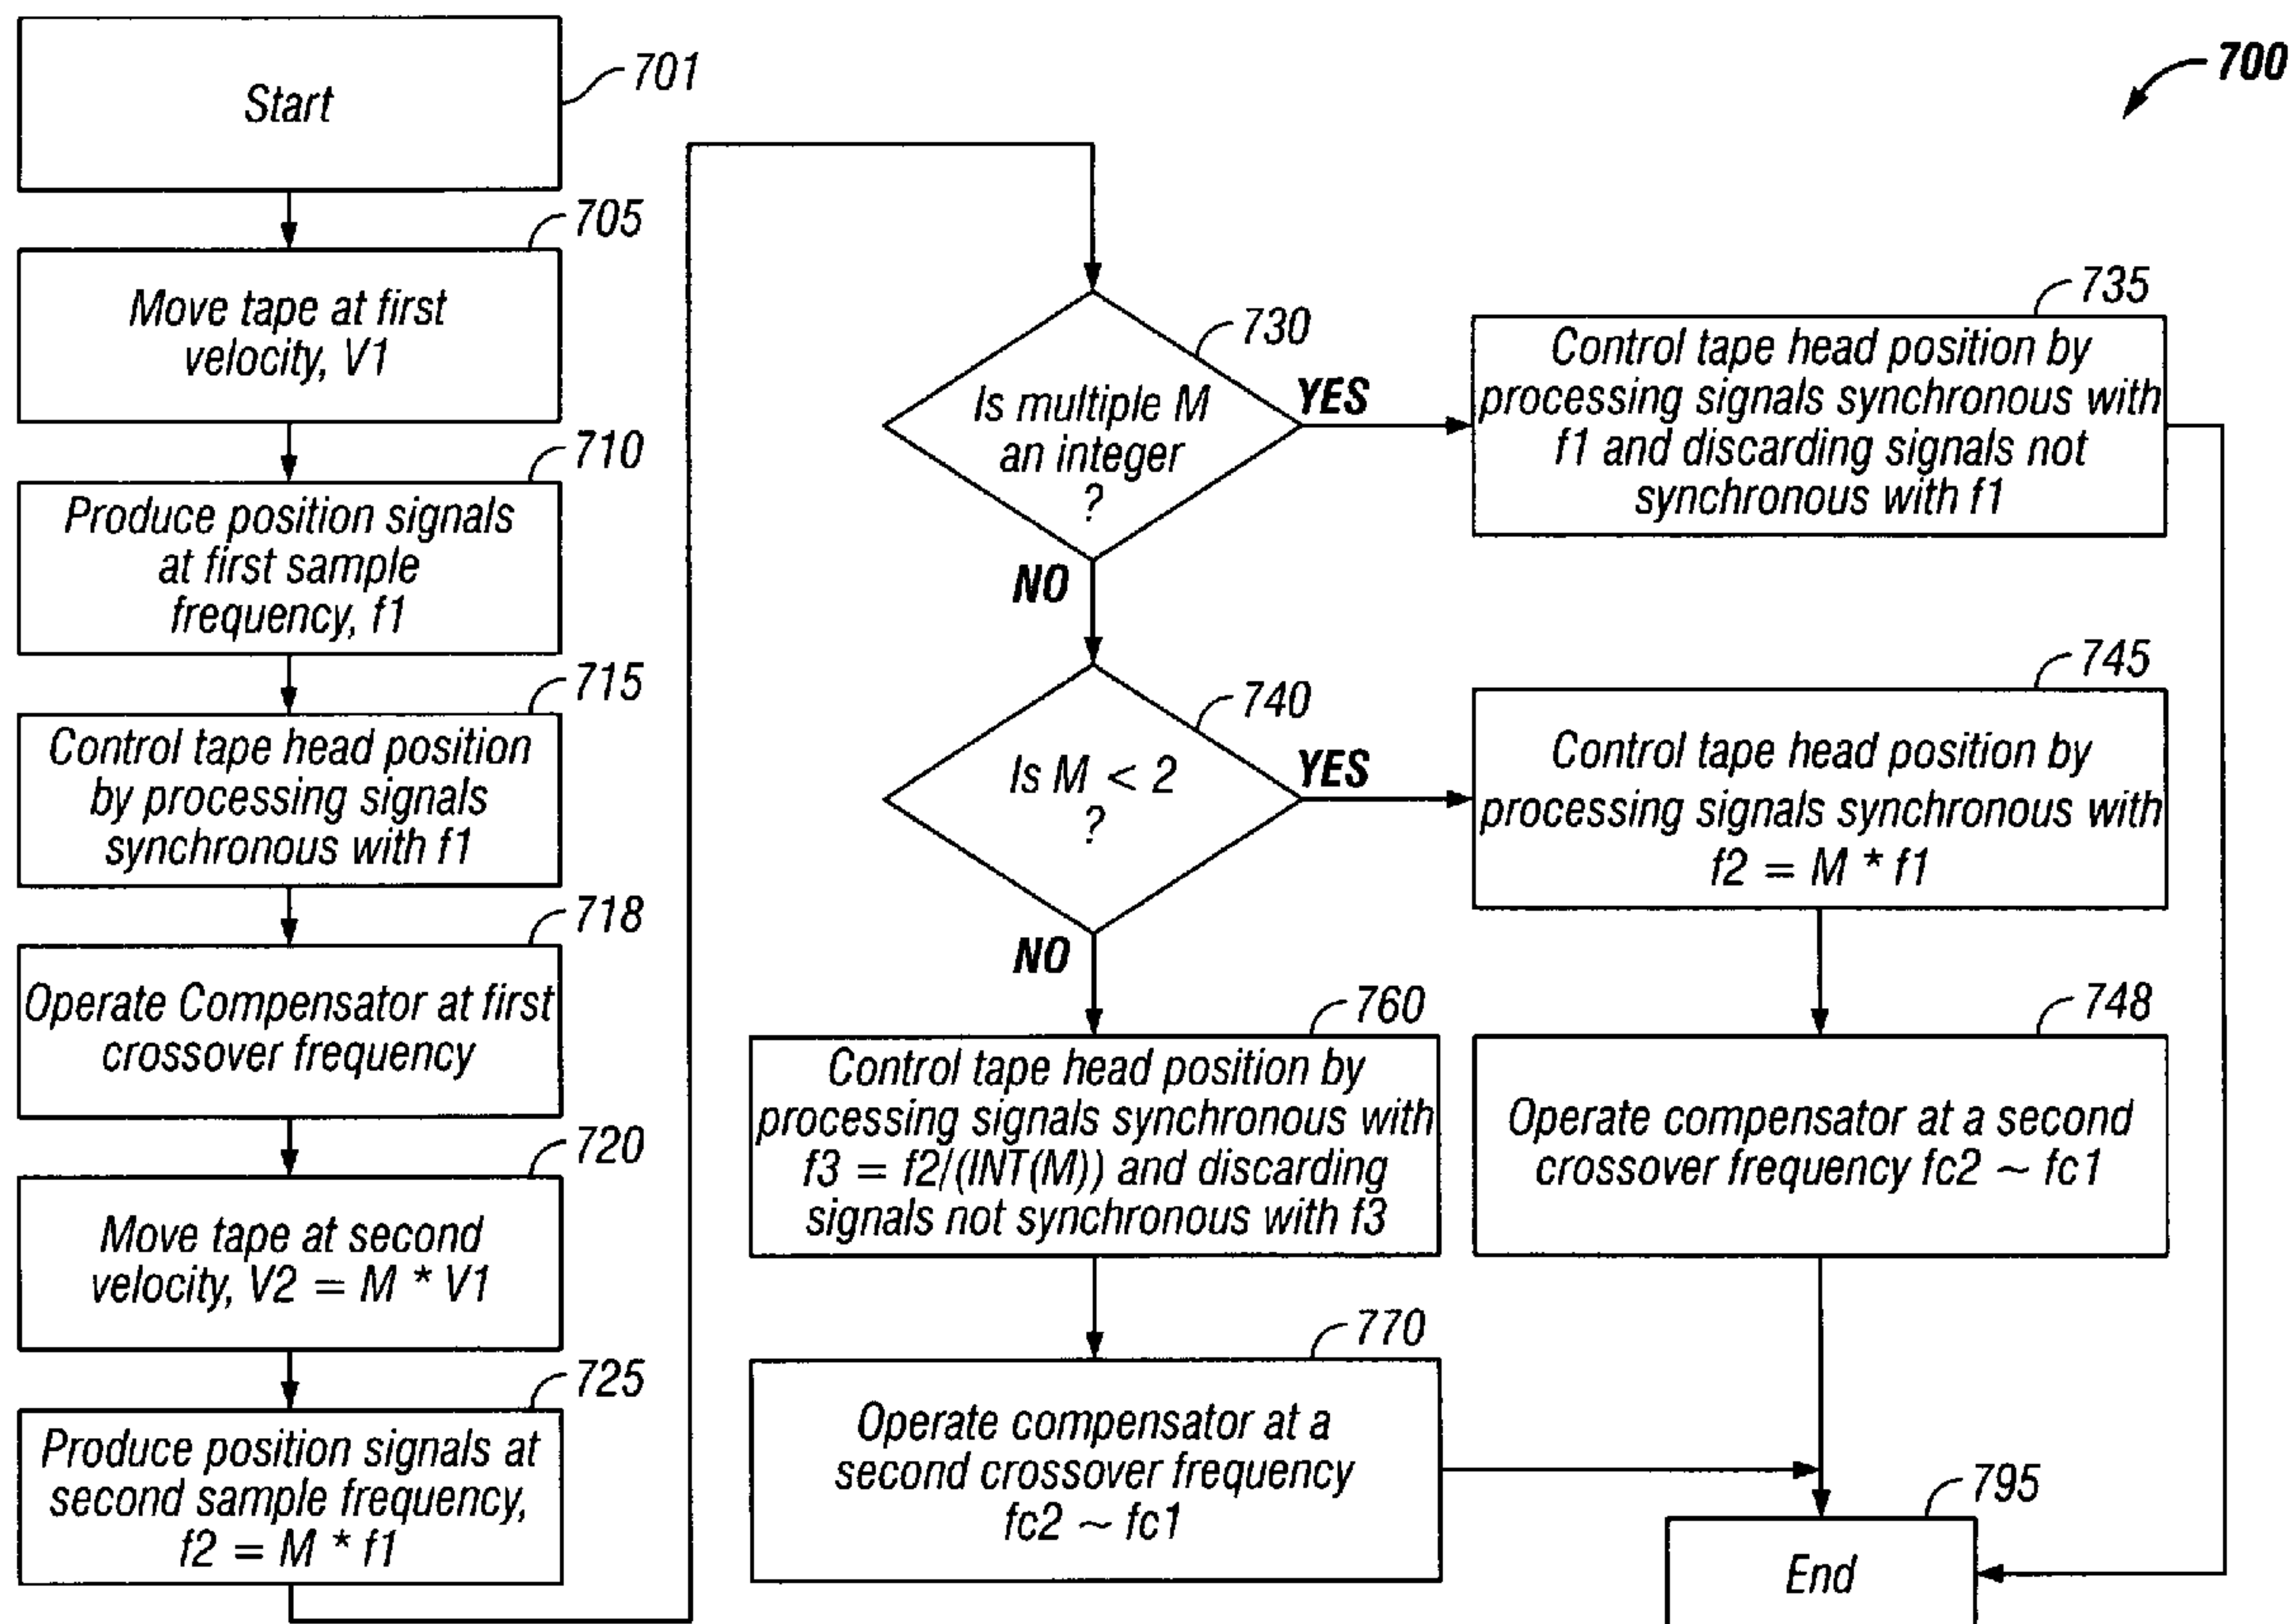 700
Start
701
Move tape at first
velocity, V1
705
Produce position signals
at first sample
frequency, f1
710
Control tape head position
by processing signals
synchronous with f1
715
Operate Compensator at first
crossover frequency
718
Move tape at second
velocity, V2 = M * V1
720
Produce position signals at
second sample frequency,
f2 = M * f1
725
Is multiple M
an integer
?
730
YES
NO
Control tape head position by
processing signals synchronous with
f1 and discarding signals not
synchronous with f1
735
Is M < 2
?
740
YES
NO
Control tape head position by
processing signals synchronous with
f2 = M * f1
745
Operate compensator at a second
crossover frequency fc2 ~ fc1
748
Control tape head position by
processing signals synchronous with
f3 = f2/(INT(M)) and discarding
signals not synchronous with f3
760
Operate compensator at a
second crossover frequency
fc2 ~ fc1
770
End
795